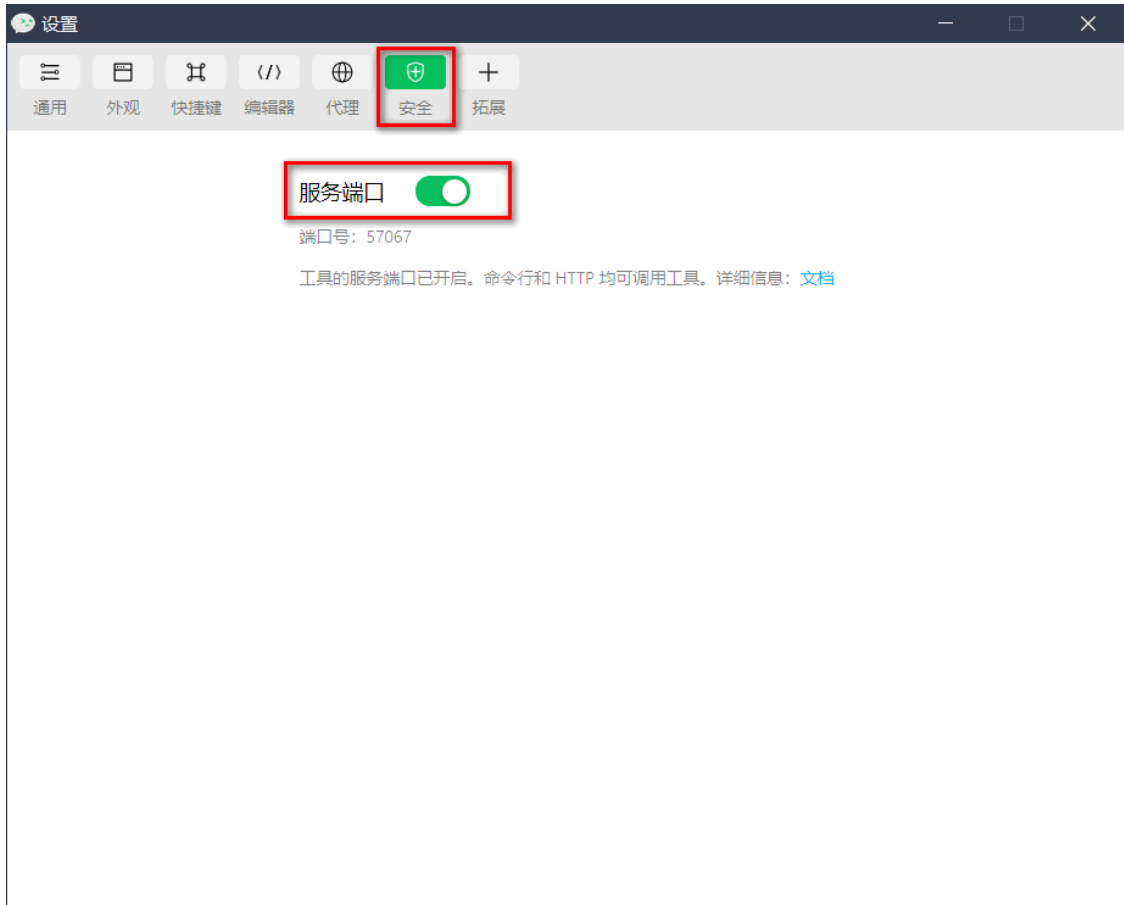 设置
通用 外观 快捷键 编辑器 代理 安全 拓展
服务端口
端口号：57067
工具的服务端口已开启。命令行和 HTTP 均可调用工具。详细信息：文档